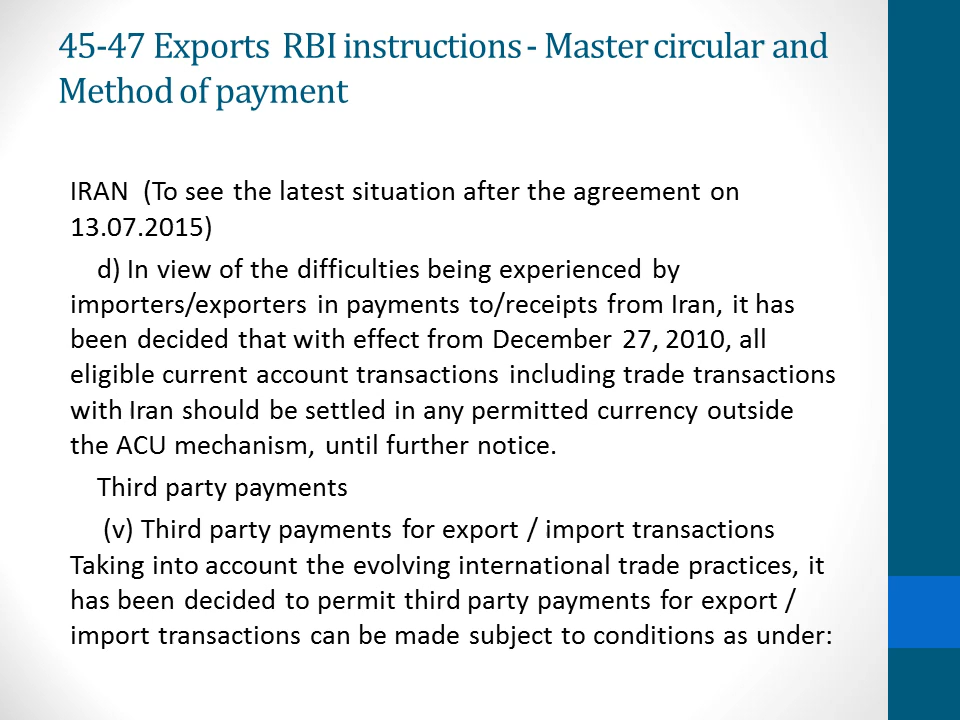 45-47 Exports RBI instructions - Master circular and
Method of payment
IRAN (To see the latest situation after the agreement on
13.07.2015)
d) In view of the difficulties being experienced by
importers/exporters in payments to/receipts from Iran, it has
been decided that with effect from December 27, 2010, all
eligible current account transactions including trade transactions
with Iran should be settled in any permitted currency outside
the ACU mechanism, until further notice.
Third party payments
(v) Third party payments for export / import transactions
Taking into account the evolving international trade practices, it
has been decided to permit third party payments for export /
import transactions can be made subject to conditions as under: